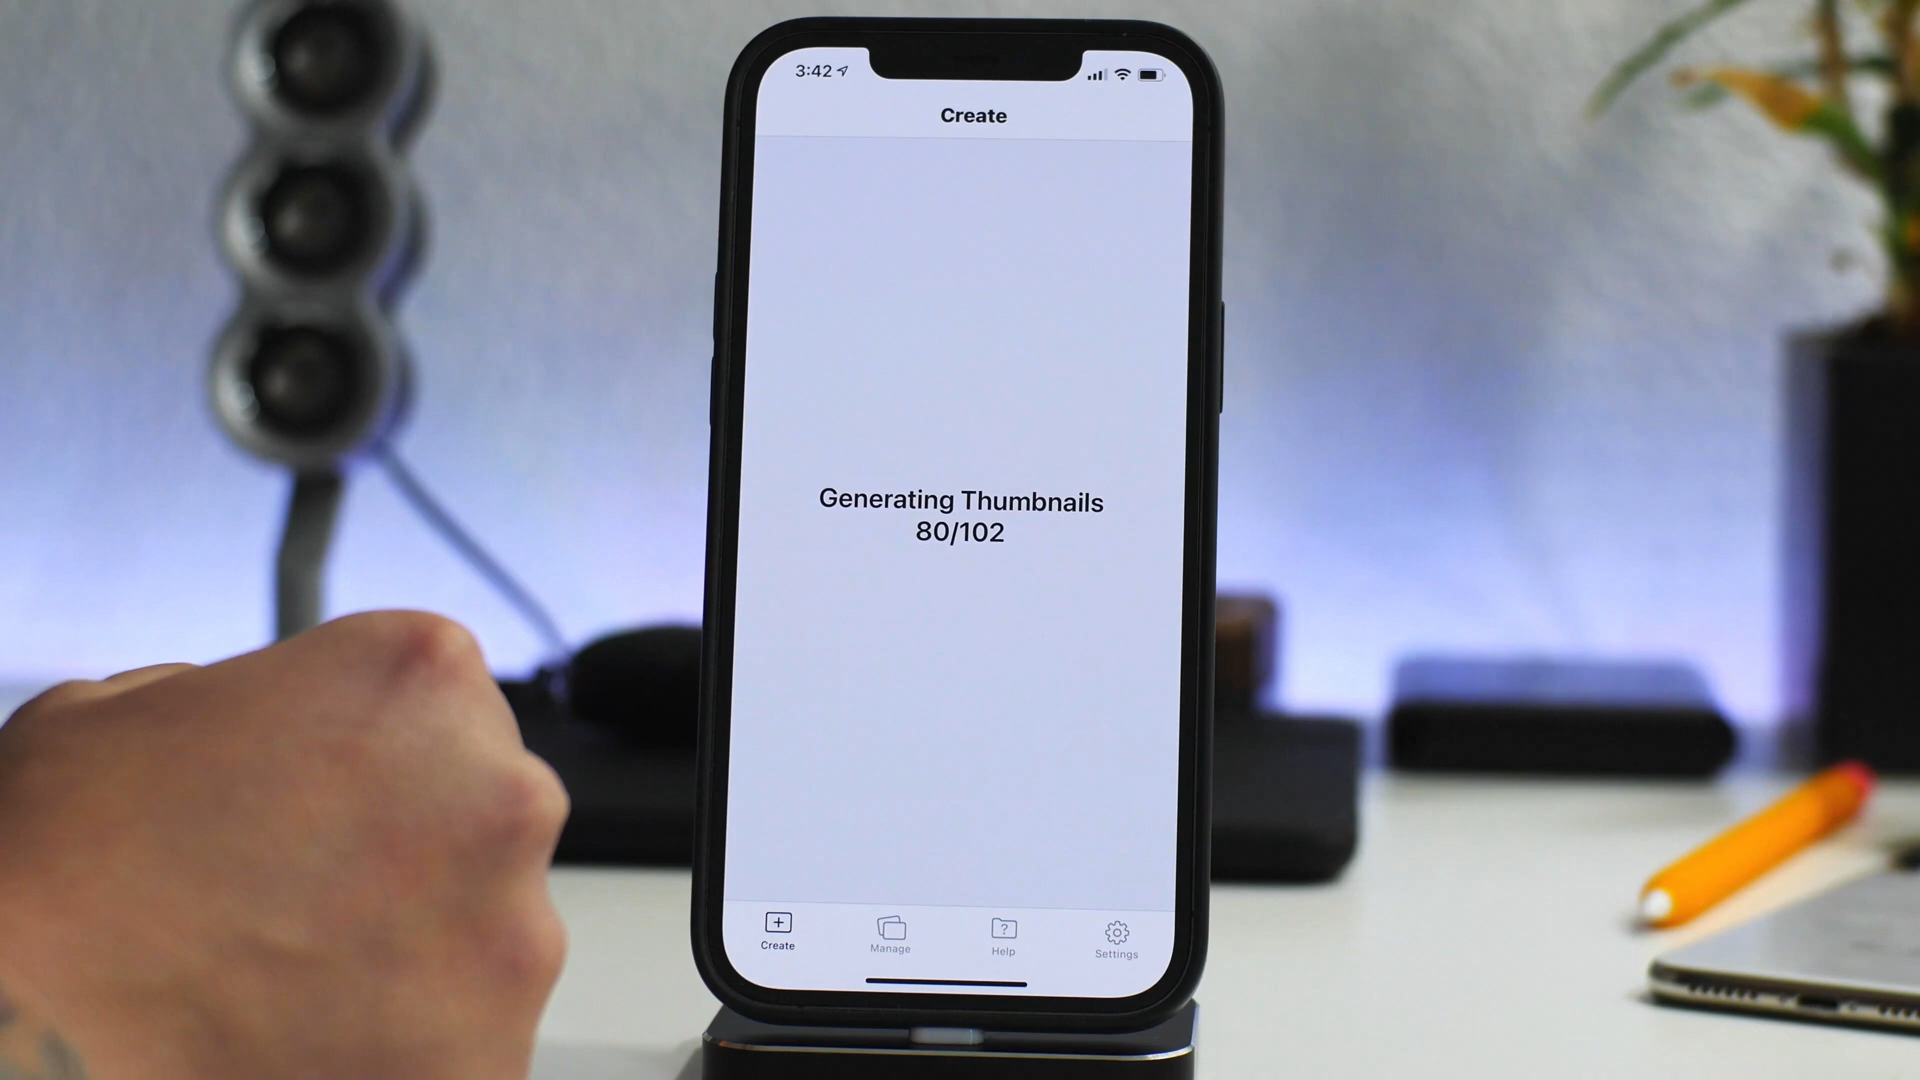 3:42
Create
Generating Thumbnails
80/102
Create
Manage
Help
Settings